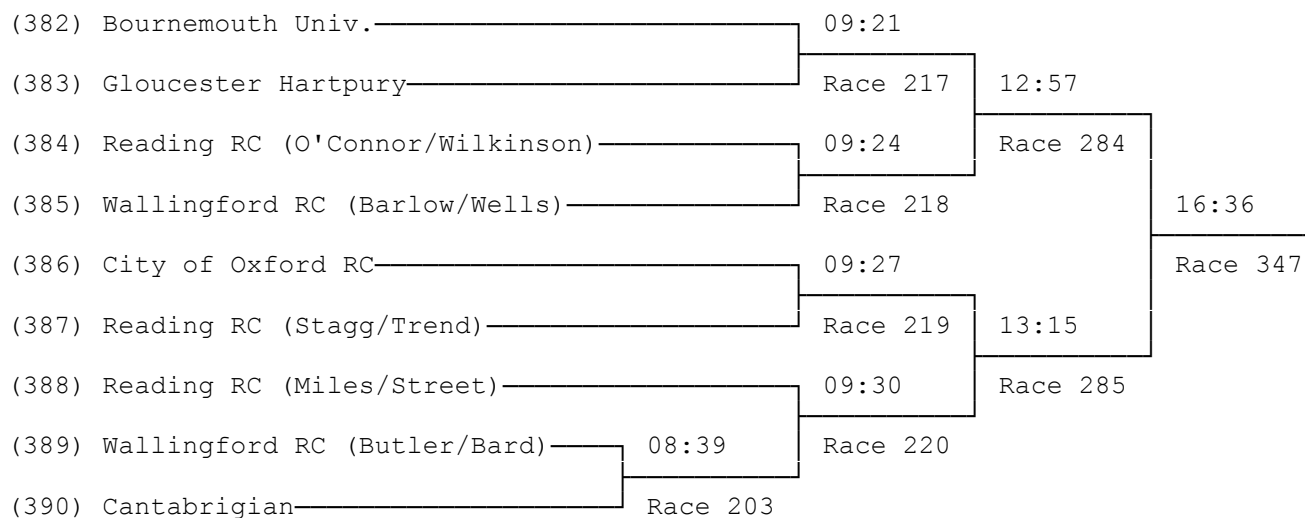 (382) Bournemouth Univ. 09:21
(383) Gloucester Hartpury Race 217 12:57
(384) Reading RC (O'Connor/Wilkinson) 09:24 Race 284
(385) Wallingford RC (Barlow/Wells) Race 218 16:36
(386) City of Oxford RC 09:27 Race 347
(387) Reading RC (Stagg/Trend) Race 219 13:15
(388) Reading RC (Miles/Street) 09:30 Race 285
(389) Wallingford RC (Butler/Bard) 08:39 Race 220
(390) Cantabrigian Race 203